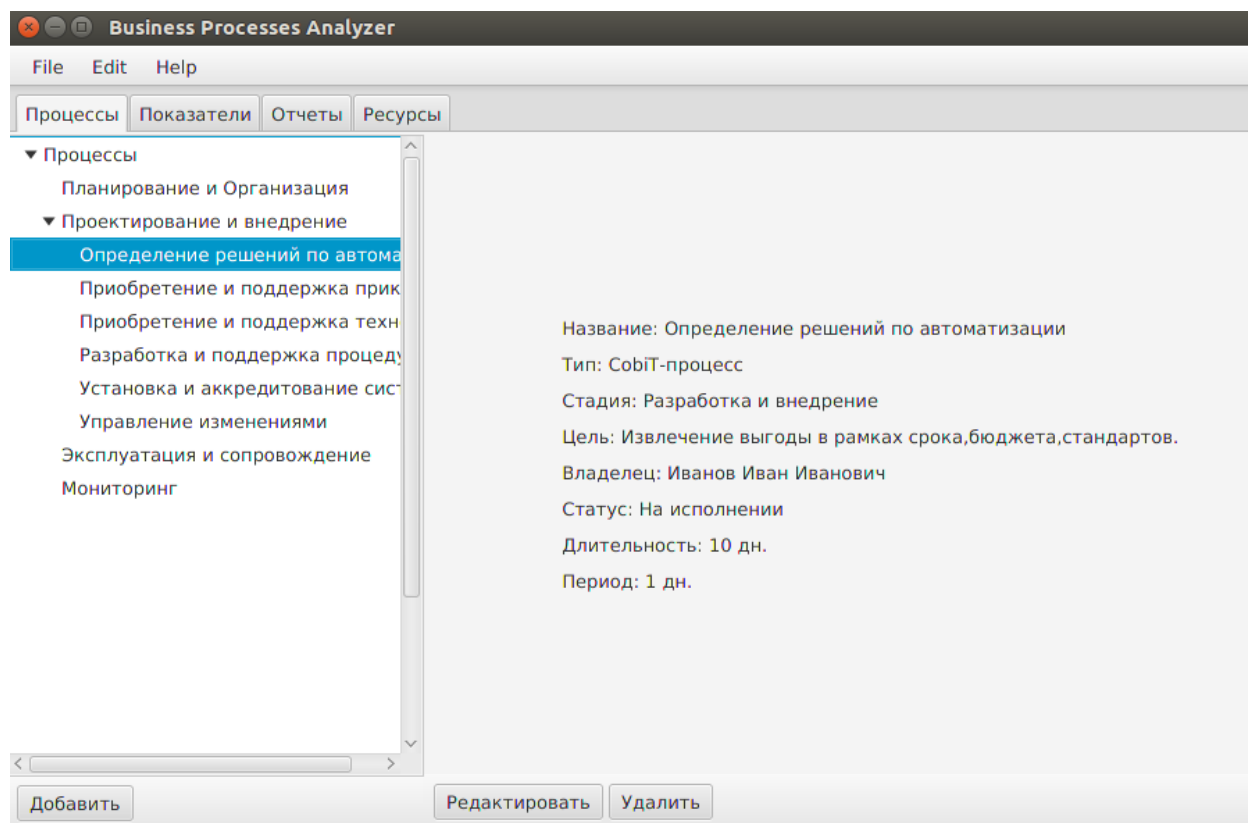 Business Processes Analyzer
File Edit Help
Процессы Показатели Отчеты Ресурсы
Процессы
Планирование и Организация
Проектирование и внедрение
Определение решений по автома
Приобретение и поддержка прик
Приобретение и поддержка техн
Разработка и поддержка процеду
Установка и аккредитование сист
Управление изменениями
Эксплуатация и сопровождение
Мониторинг
Название: Определение решений по автоматизации
Тип: CobiT-процесс
Стадия: Разработка и внедрение
Цель: Извлечение выгоды в рамках срока,бюджета,стандартов.
Владелец: Иванов Иван Иванович
Статус: На исполнении
Длительность: 10 дн.
Период: 1 дн.
Добавить Редактировать Удалить